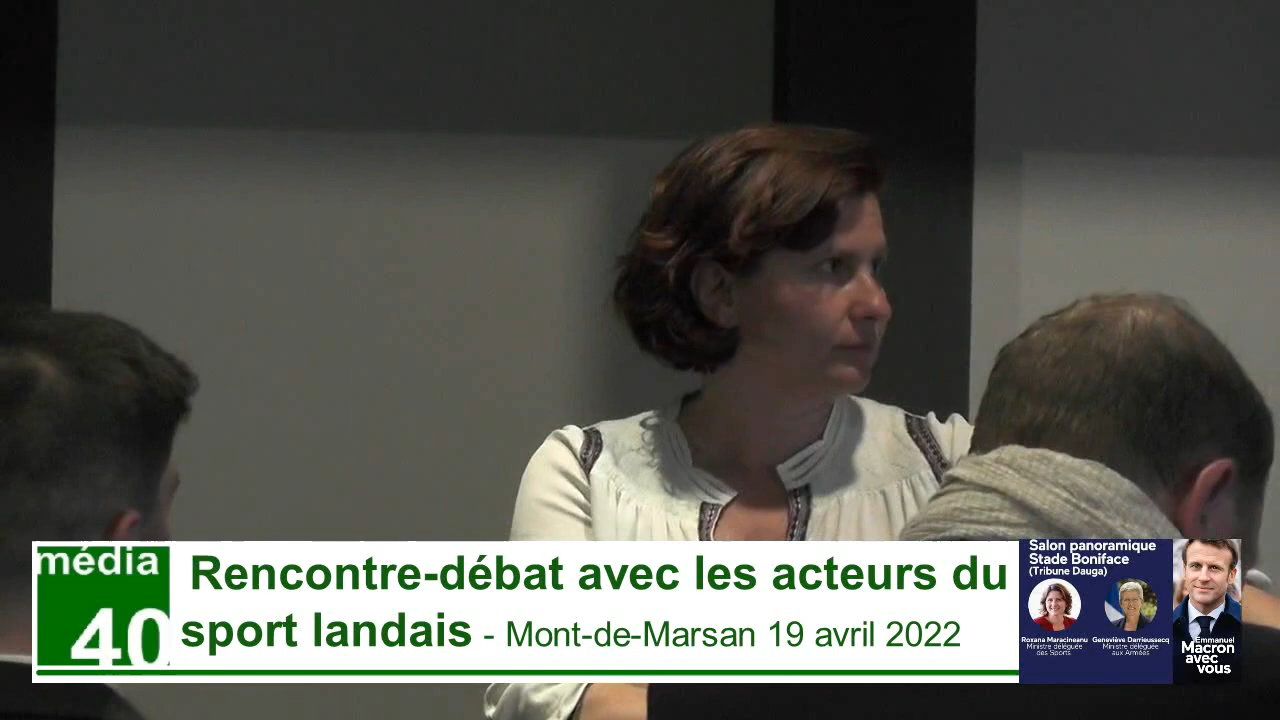 média
40
Rencontre-débat avec les acteurs du
sport landais - Mont-de-Marsan 19 avril 2022
Salon panoramique
Stade Boniface
(Tribune Dauga)
Roxana Maracineanu
Ministre déléguée
des Sports
Geneviève Darrieussecq
Ministre déléguée
aux Armées
Emmanuel
Macron
avec
vous